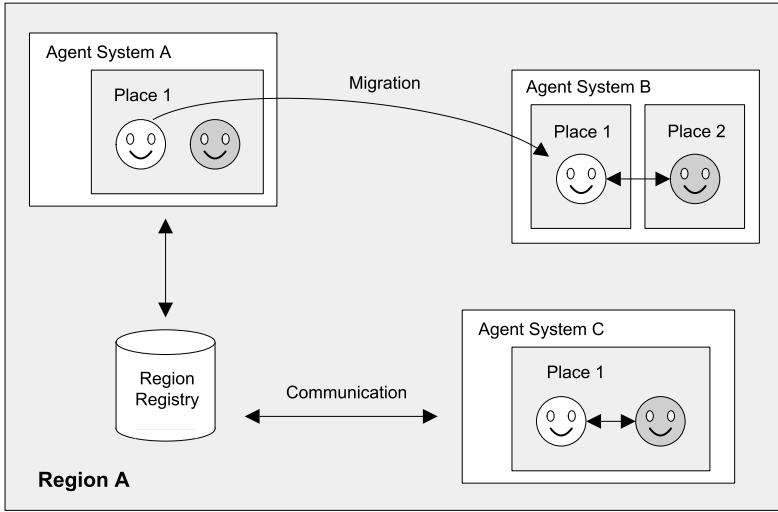 Agent System A
Place 1
Migration
Agent System B
Place 1
Place 2
Region
Registry
Communication
Agent System C
Place 1
Region A